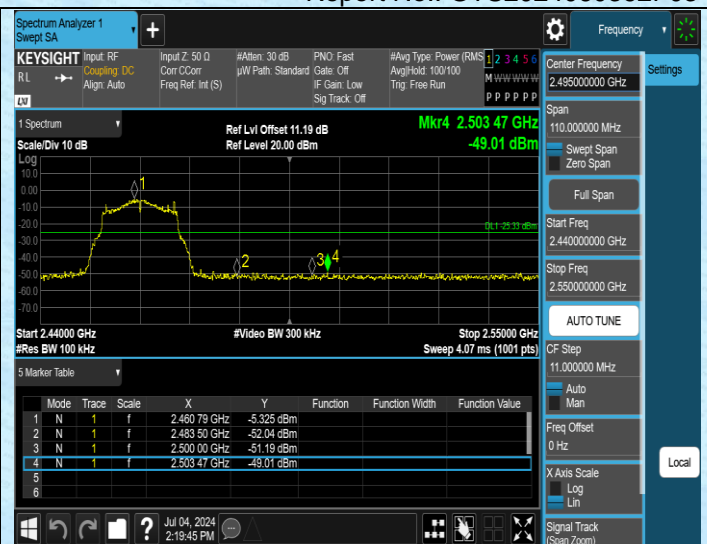 Spectrum Analyzer 1
Swept SA
Frequency
KEYSIGHT
Input: RF
Coupling: DC
Align: Auto
Input Z: 50 Ω
Corr CCorr
Freq Ref: Int (S)
#Atten: 30 dB
µW Path: Standard
PNO: Fast
Gate: Off
IF Gain: Low
Sig Track: Off
#Avg Type: Power (RMS
Avg|Hold: 100/100
Trig: Free Run
1 2 3 4 5 6
M W W W W W
P P P P P P
R L
LXI
1 Spectrum
Scale/Div 10 dB
Ref Lvl Offset 11.19 dB
Ref Level 20.00 dBm
Mkr4 2.503 47 GHz
-49.01 dBm
Log
10.0
0.00
-10.0
-20.0
-30.0
-40.0
-50.0
-60.0
-70.0
1
2
3
4
DL1 -25.33 dBm
Start 2.44000 GHz
#Res BW 100 kHz
#Video BW 300 kHz
Stop 2.55000 GHz
Sweep 4.07 ms (1001 pts)
5 Marker Table
Mode Trace Scale X Y Function Function Width Function Value
1 N 1 f 2.460 79 GHz -5.325 dBm
2 N 1 f 2.483 50 GHz -52.04 dBm
3 N 1 f 2.500 00 GHz -51.19 dBm
4 N 1 f 2.503 47 GHz -49.01 dBm
5
6
Jul 04, 2024
2:19:45 PM
Center Frequency
2.495000000 GHz
Settings
Span
110.000000 MHz
Swept Span
Zero Span
Full Span
Start Freq
2.440000000 GHz
Stop Freq
2.550000000 GHz
AUTO TUNE
CF Step
11.000000 MHz
Auto
Man
Freq Offset
0 Hz
Local
X Axis Scale
Log
Lin
Signal Track
(Span Zoom)